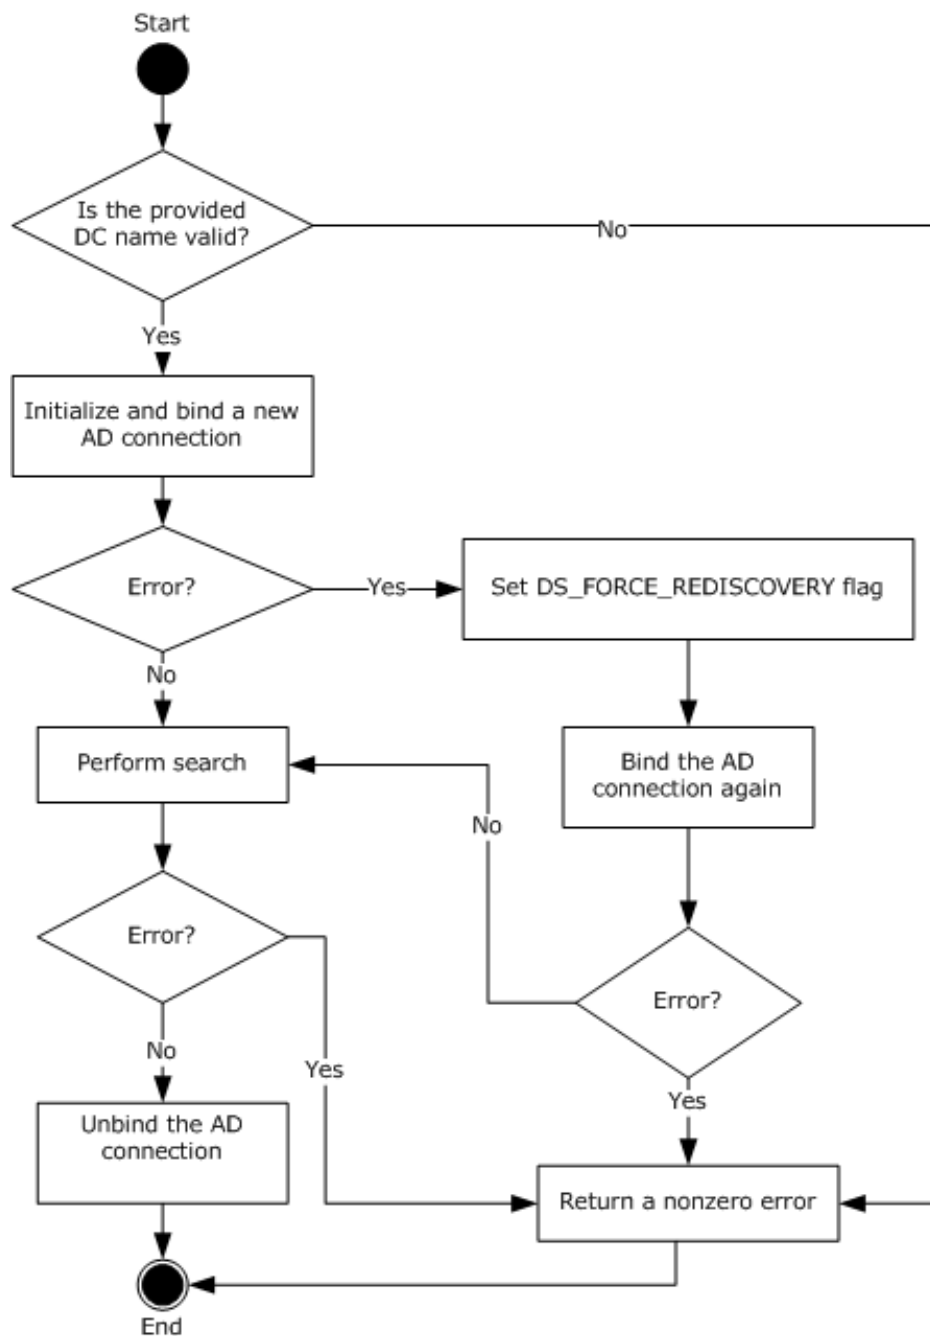 Start
Is the provided
DC name valid?
No
Yes
Initialize and bind a new
AD connection
Error?
Yes
Set DS_FORCE_REDISCOVERY flag
No
Perform search
Bind the AD
connection again
No
Error?
Error?
No
Yes
Yes
Unbind the AD
connection
Return a nonzero error
End